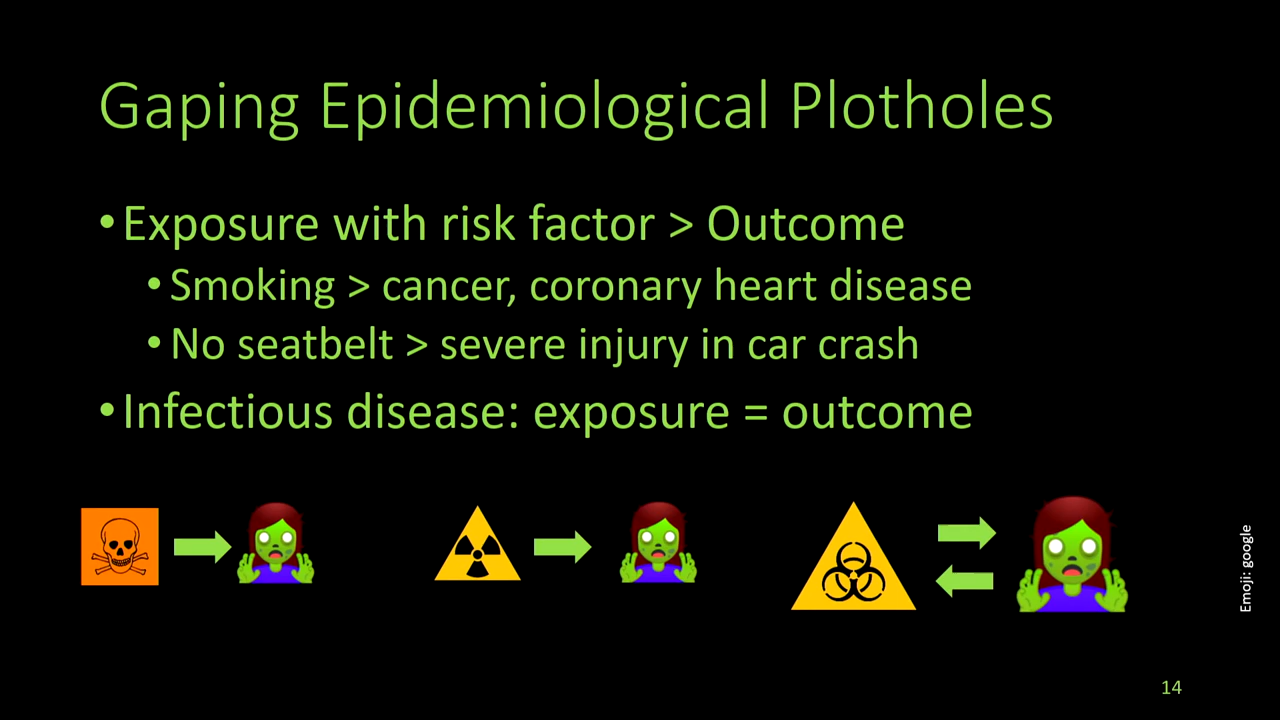 Gaping Epidemiological Plotholes
•Exposure with risk factor > Outcome
•Smoking > cancer, coronary heart disease
•No seatbelt > severe injury in car crash
•Infectious disease: exposure = outcome
Emoji: google
14